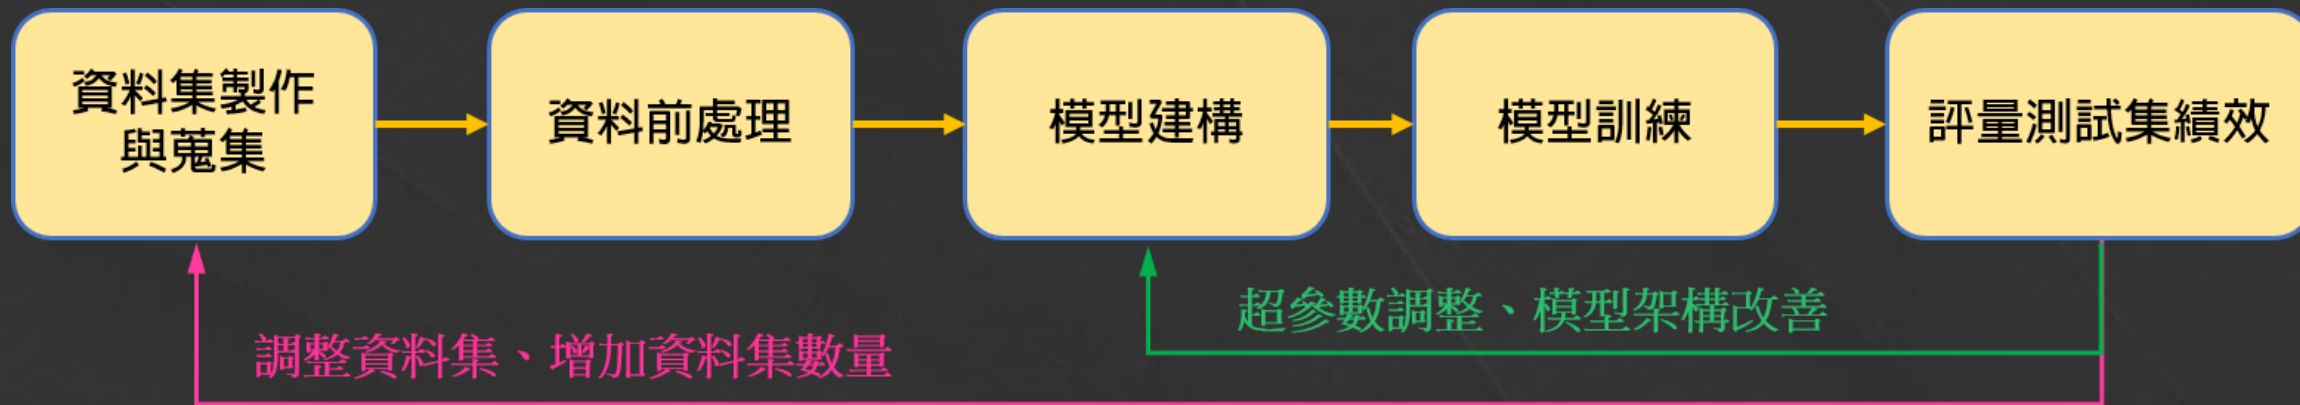 資料集製作
與蒐集
資料前處理
模型建構
模型訓練
評量測試集績效
超參數調整、模型架構改善
調整資料集、增加資料集數量